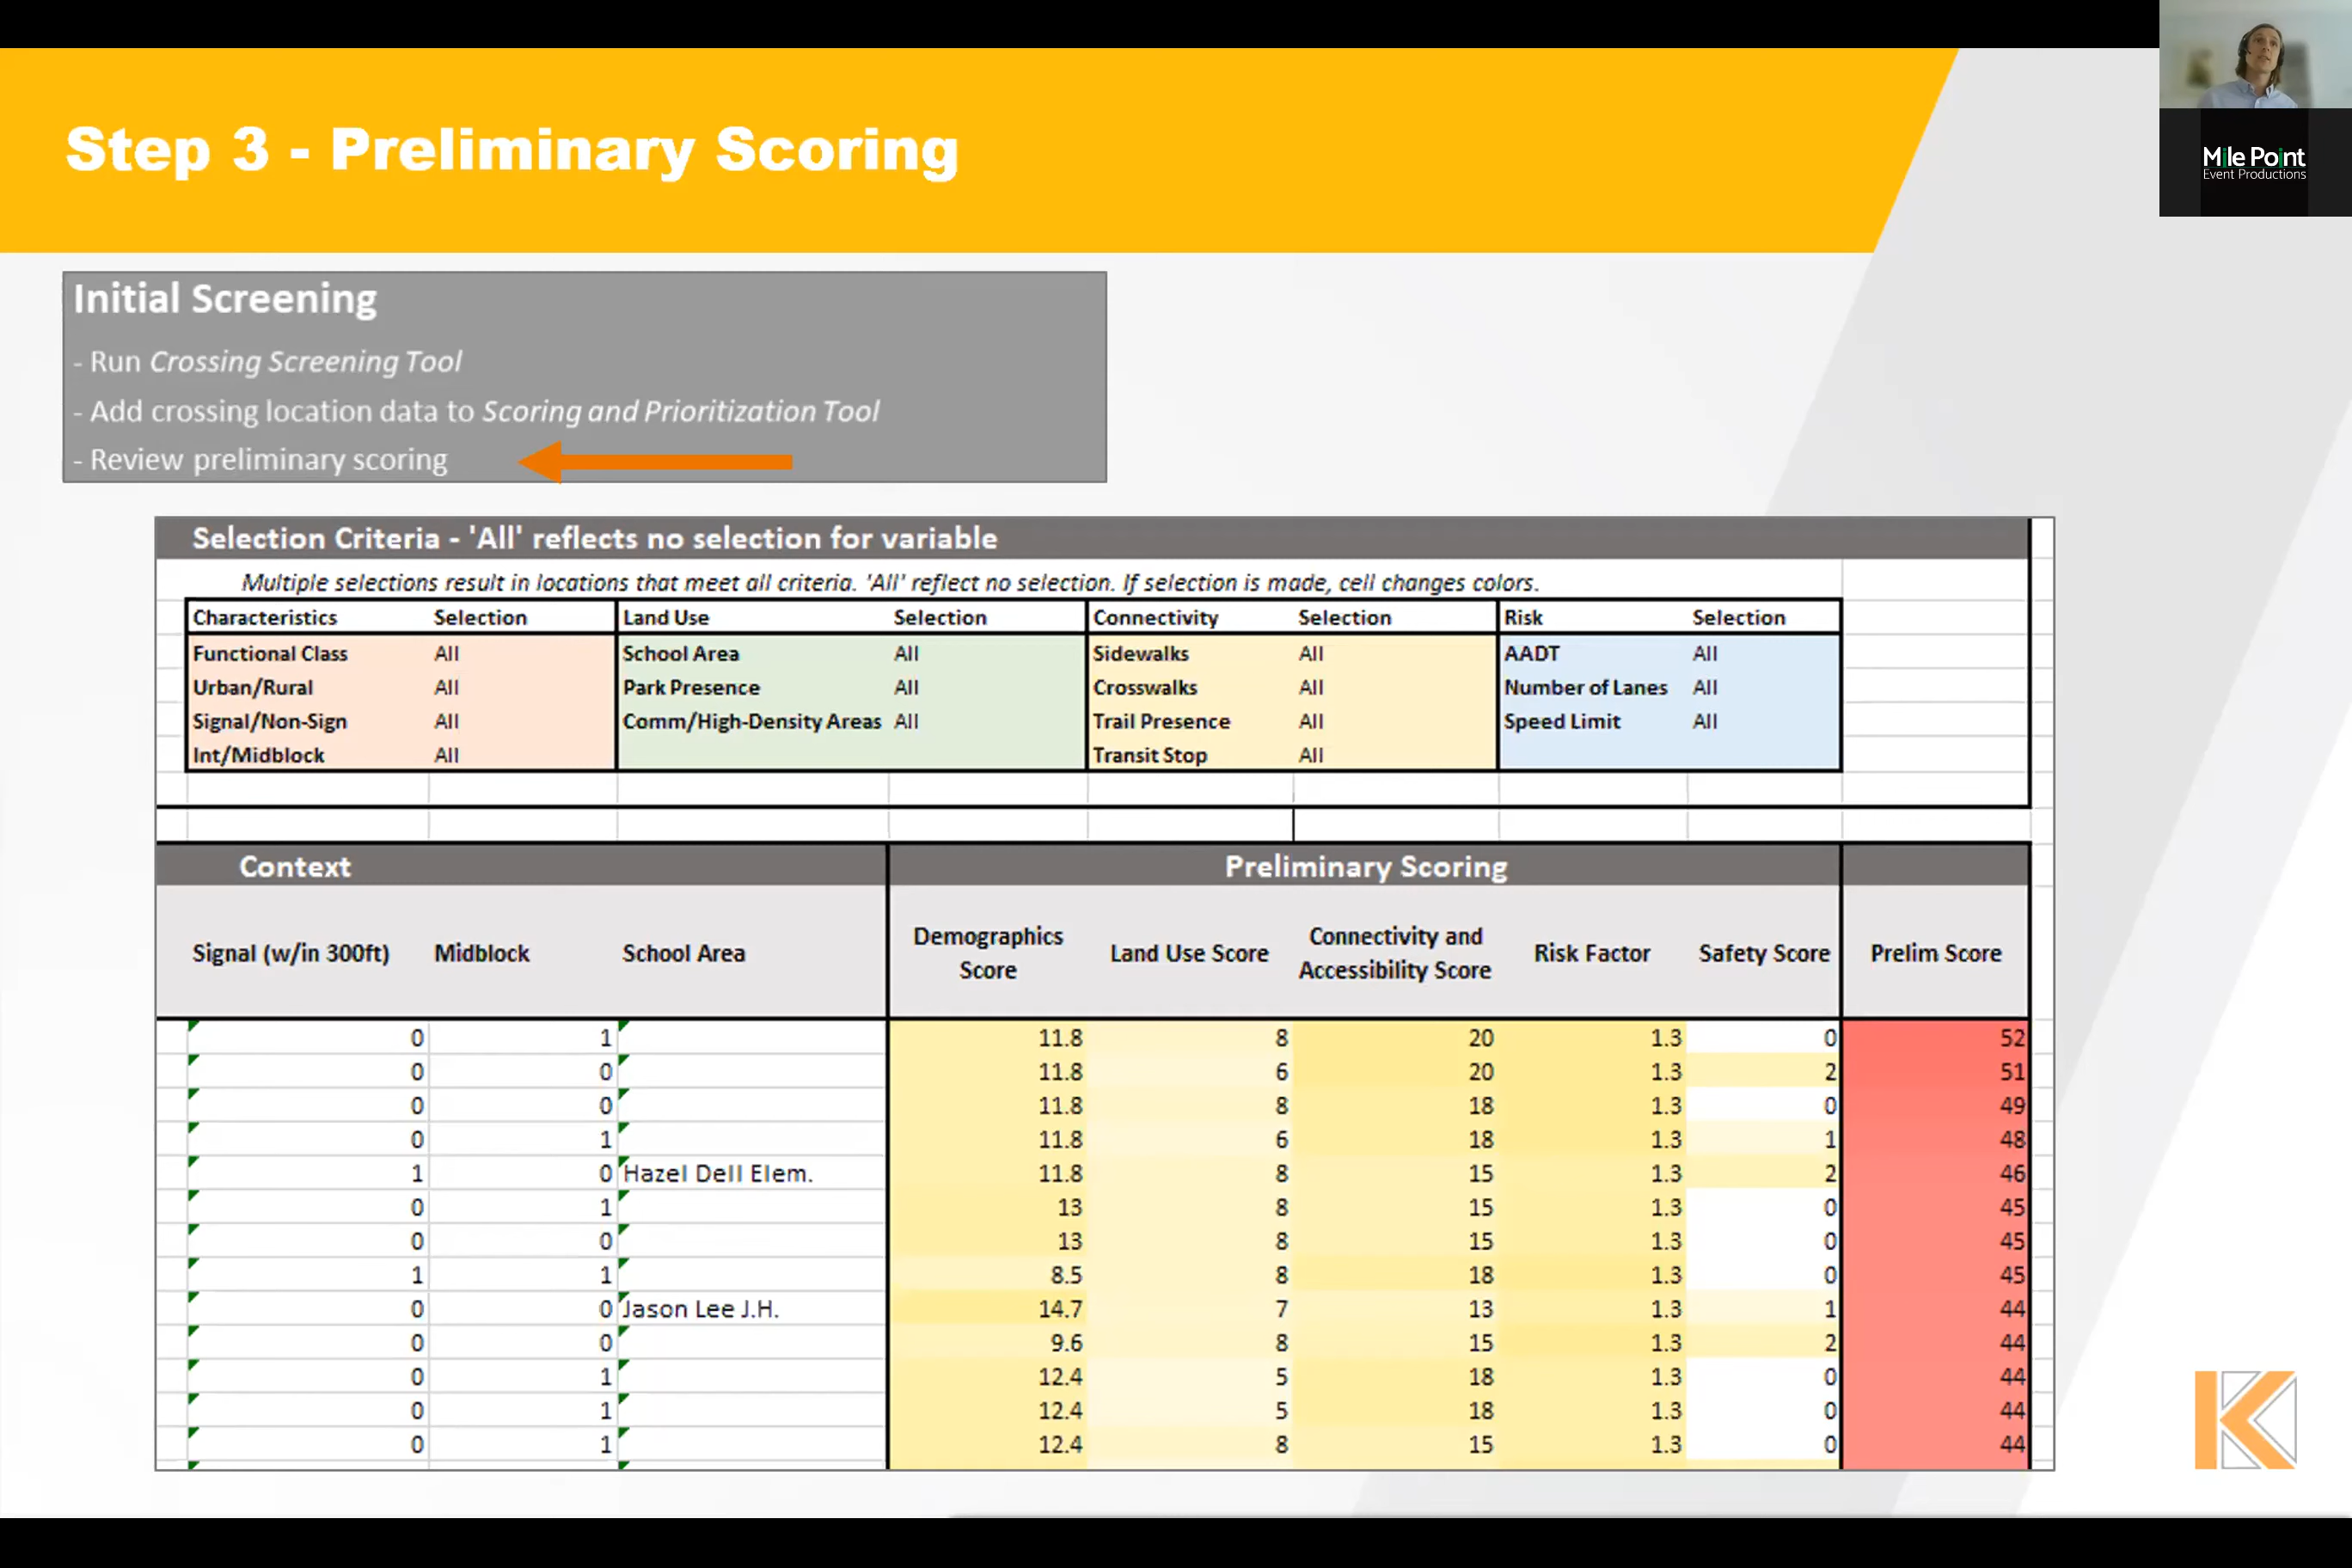 Mile Point
Event Productions
Step 3 - Preliminary Scoring
Initial Screening
- Run Crossing Screening Tool
- Add crossing location data to Scoring and Prioritization Tool
- Review preliminary scoring
Selection Criteria - 'All' reflects no selection for variable
Multiple selections result in locations that meet all criteria. 'All' reflect no selection. If selection is made, cell changes colors.
Characteristics Selection Land Use Selection Connectivity Selection Risk Selection
Functional Class All School Area All Sidewalks All AADT All
Urban/Rural All Park Presence All Crosswalks All Number of Lanes All
Signal/Non-Sign All Comm/High-Density Areas All Trail Presence All Speed Limit All
Int/Midblock All Transit Stop All
Context Preliminary Scoring
Signal (w/in 300ft) Midblock School Area Demographics Score Land Use Score Connectivity and Accessibility Score Risk Factor Safety Score Prelim Score
0 1 11.8 8 20 1.3 0 52
0 0 11.8 6 20 1.3 2 51
0 0 11.8 8 18 1.3 0 49
0 1 11.8 6 18 1.3 1 48
1 0 Hazel Dell Elem. 11.8 8 15 1.3 2 46
0 1 13 8 15 1.3 0 45
0 0 13 8 15 1.3 0 45
1 1 8.5 8 18 1.3 0 45
0 0 Jason Lee J.H. 14.7 7 13 1.3 1 44
0 0 9.6 8 15 1.3 2 44
0 1 12.4 5 18 1.3 0 44
0 1 12.4 5 18 1.3 0 44
0 1 12.4 8 15 1.3 0 44
K